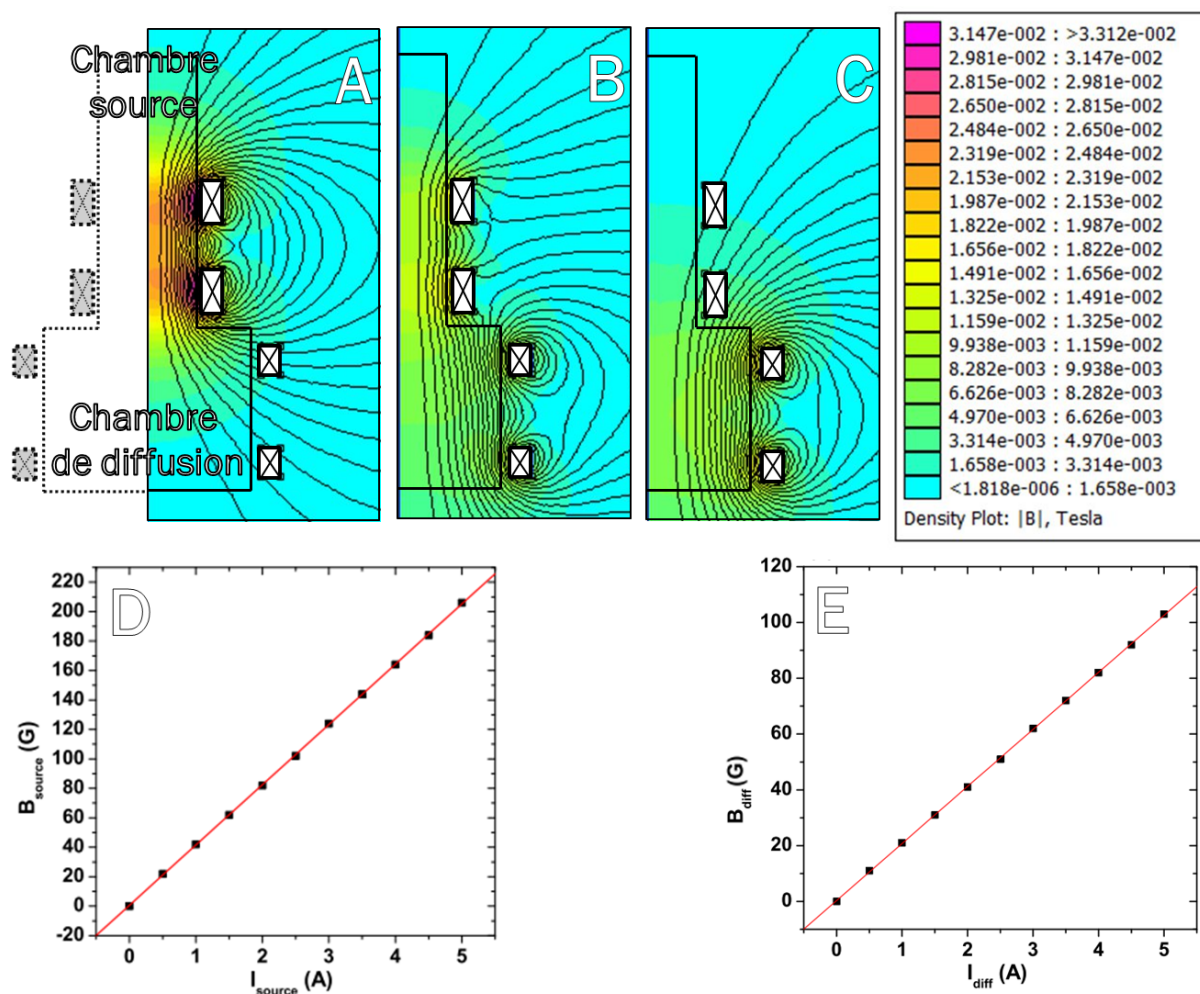 Chambre
source
A
B
C
Chambre
de diffusion
3.147e-002 : >3.312e-002
2.981e-002 : 3.147e-002
2.815e-002 : 2.981e-002
2.650e-002 : 2.815e-002
2.484e-002 : 2.650e-002
2.319e-002 : 2.484e-002
2.153e-002 : 2.319e-002
1.987e-002 : 2.153e-002
1.822e-002 : 1.987e-002
1.656e-002 : 1.822e-002
1.491e-002 : 1.656e-002
1.325e-002 : 1.491e-002
1.159e-002 : 1.325e-002
9.938e-003 : 1.159e-002
8.282e-003 : 9.938e-003
6.626e-003 : 8.282e-003
4.970e-003 : 6.626e-003
3.314e-003 : 4.970e-003
1.658e-003 : 3.314e-003
<1.818e-006 : 1.658e-003
Density Plot: |B|, Tesla
D
220
200
180
160
140
120
100
80
60
40
20
0
-20
B_source (G)
0 1 2 3 4 5
I_source (A)
E
120
100
80
60
40
20
0
B_diff (G)
0 1 2 3 4 5
I_diff (A)